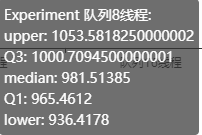 Experiment 队列8线程:
upper: 1053.5818250000002
Q3: 1000.7094500000001
median: 981.51385
Q1: 965.4612
lower: 936.4178